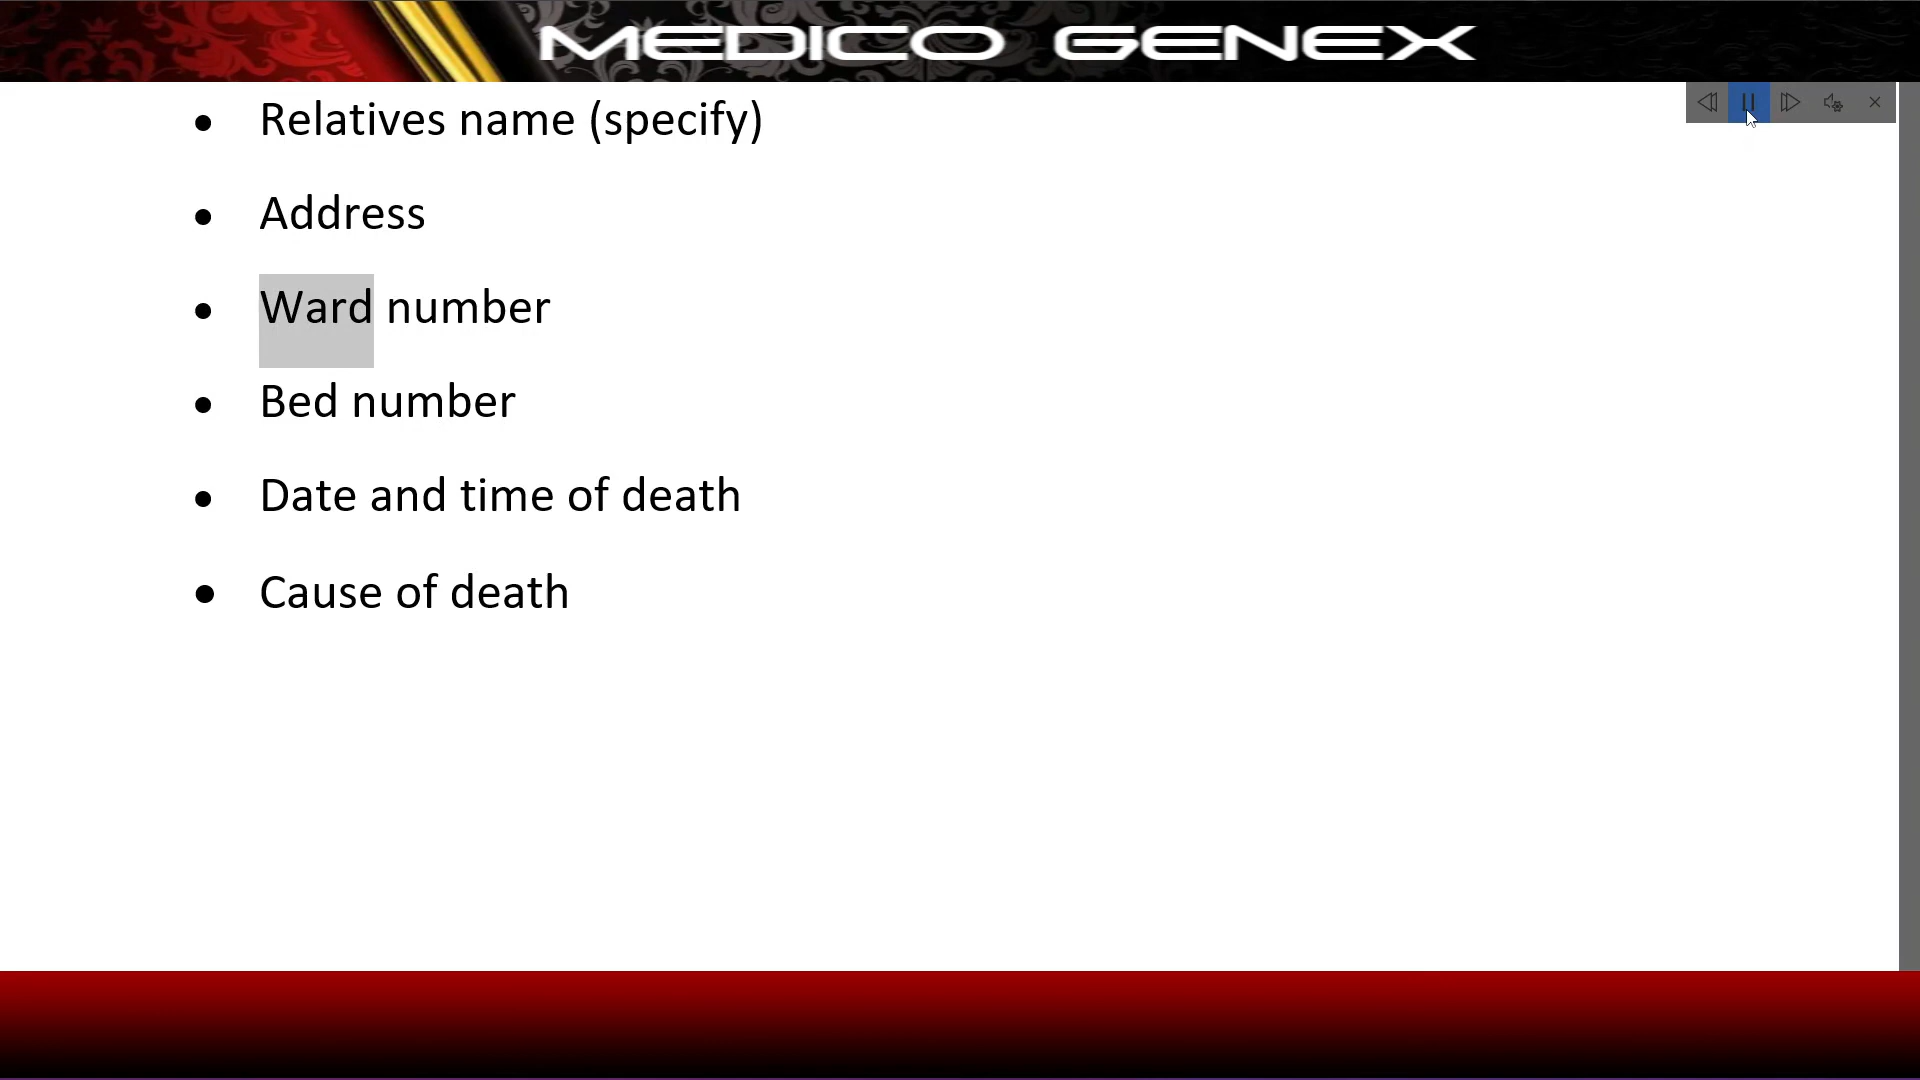 MEDICO GENEX
• Relatives name (specify)
• Address
• Ward number
• Bed number
• Date and time of death
• Cause of death